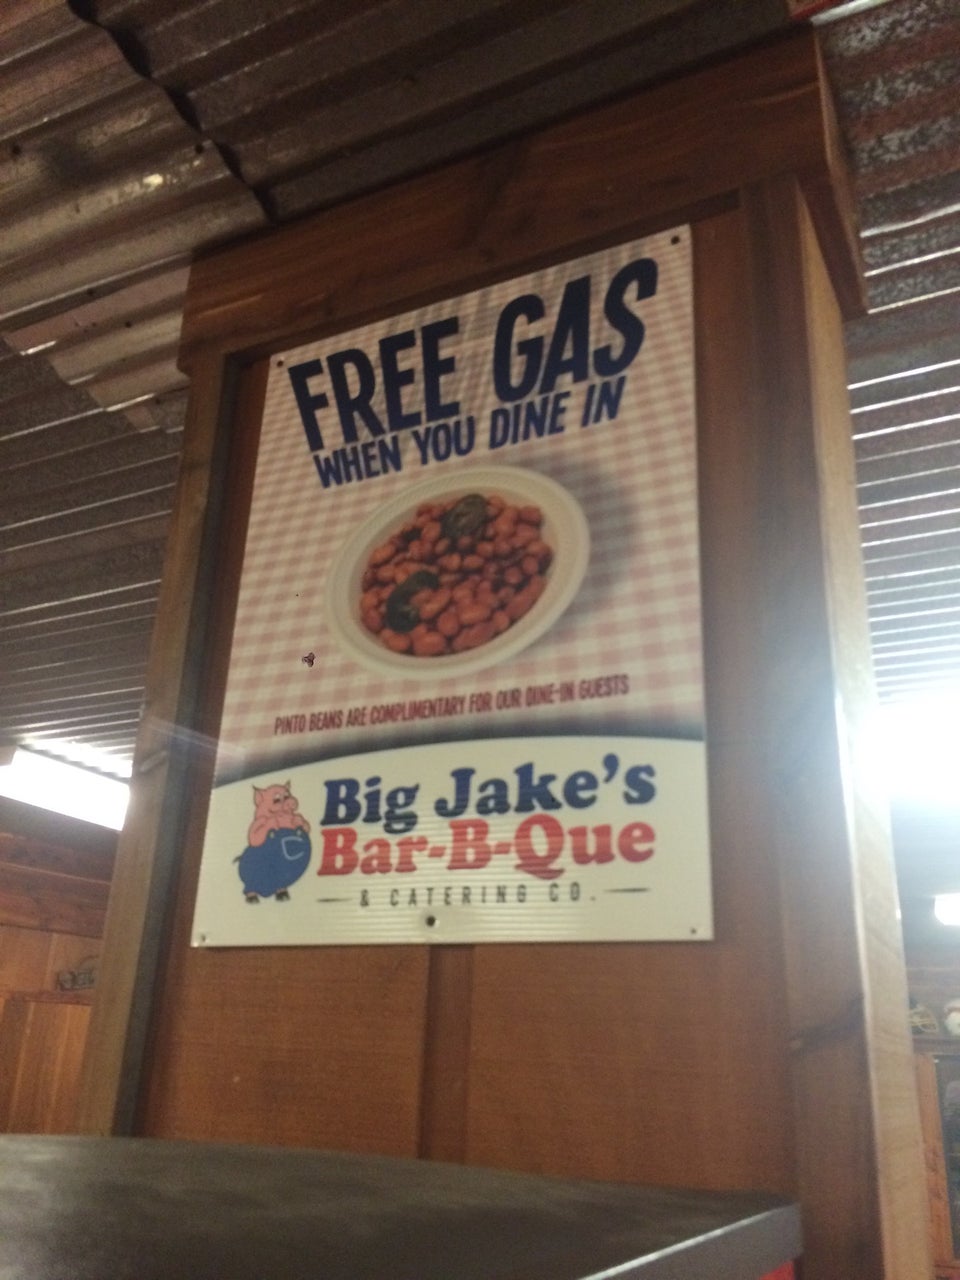 FREE GAS
WHEN YOU DINE IN
PINTO BEANS ARE COMPLIMENTARY FOR OUR DINE-IN GUESTS
Big Jake's
Bar-B-Que
& CATERING CO.